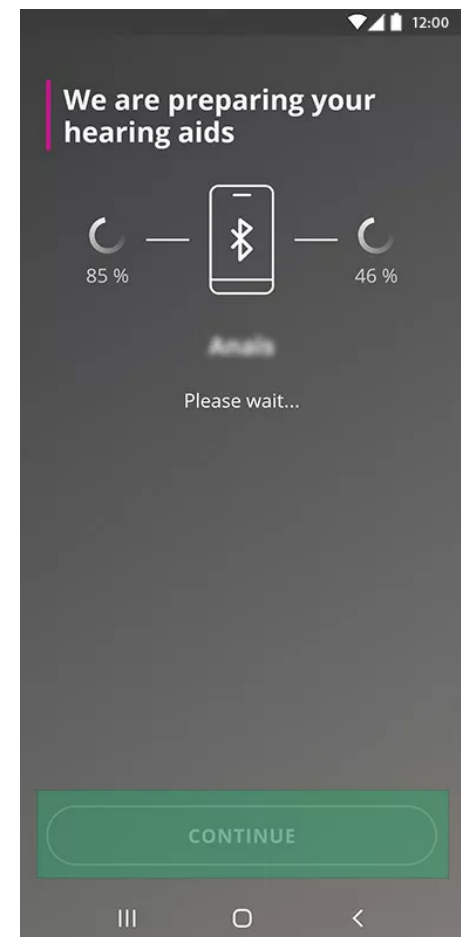 12:00
We are preparing your
hearing aids
85 %
46 %
Please wait...
CONTINUE